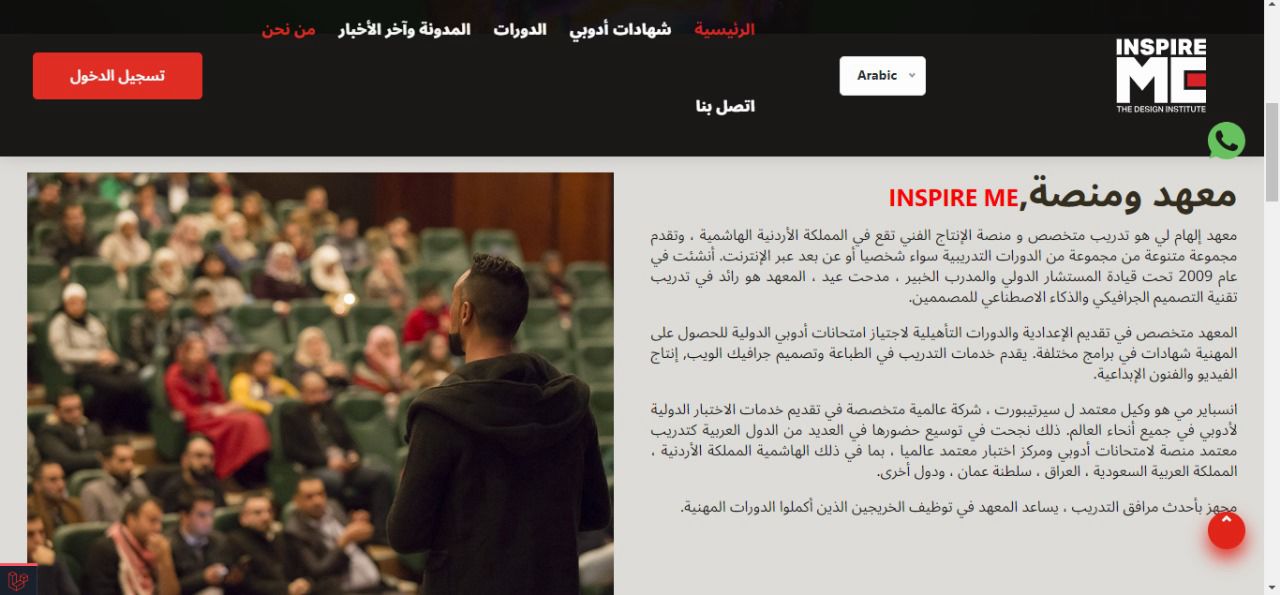 INSPIRE
ME
THE DESIGN INSTITUTE
Arabic
الرئيسية
شهادات أدوبي
الدورات
المدونة وآخر الأخبار
من نحن
اتصل بنا
تسجيل الدخول
معهد ومنصة,INSPIRE ME
معهد إلهام لي هو تدريب متخصص و منصة الإنتاج الفني تقع في المملكة الأردنية الهاشمية ، وتقدم
مجموعة متنوعة من مجموعة من الدورات التدريبية سواء شخصيا أو عن بعد عبر الإنترنت. أنشئت في
عام 2009 تحت قيادة المستشار الدولي والمدرب الخبير ، مدحت عيد ، المعهد هو رائد في تدريب
تقنية التصميم الجرافيكي والذكاء الاصطناعي للمصممين.
المعهد متخصص في تقديم الإعدادية والدورات التأهيلية لاجتياز امتحانات أدوبي الدولية للحصول على
المهنية شهادات في برامج مختلفة. يقدم خدمات التدريب في الطباعة وتصميم جرافيك الويب, إنتاج
الفيديو والفنون الإبداعية.
انسباير مي هو وكيل معتمد ل سيرتيبورت ، شركة عالمية متخصصة في تقديم خدمات الاختبار الدولية
لأدوبي في جميع أنحاء العالم. ذلك نجحت في توسيع حضورها في العديد من الدول العربية كتدريب
معتمد منصة لامتحانات أدوبي ومركز اختبار معتمد عالميا ، بما في ذلك الهاشمية المملكة الأردنية ،
المملكة العربية السعودية ، العراق ، سلطنة عمان ، ودول أخرى.
مجهز بأحدث مرافق التدريب ، يساعد المعهد في توظيف الخريجين الذين أكملوا الدورات المهنية.